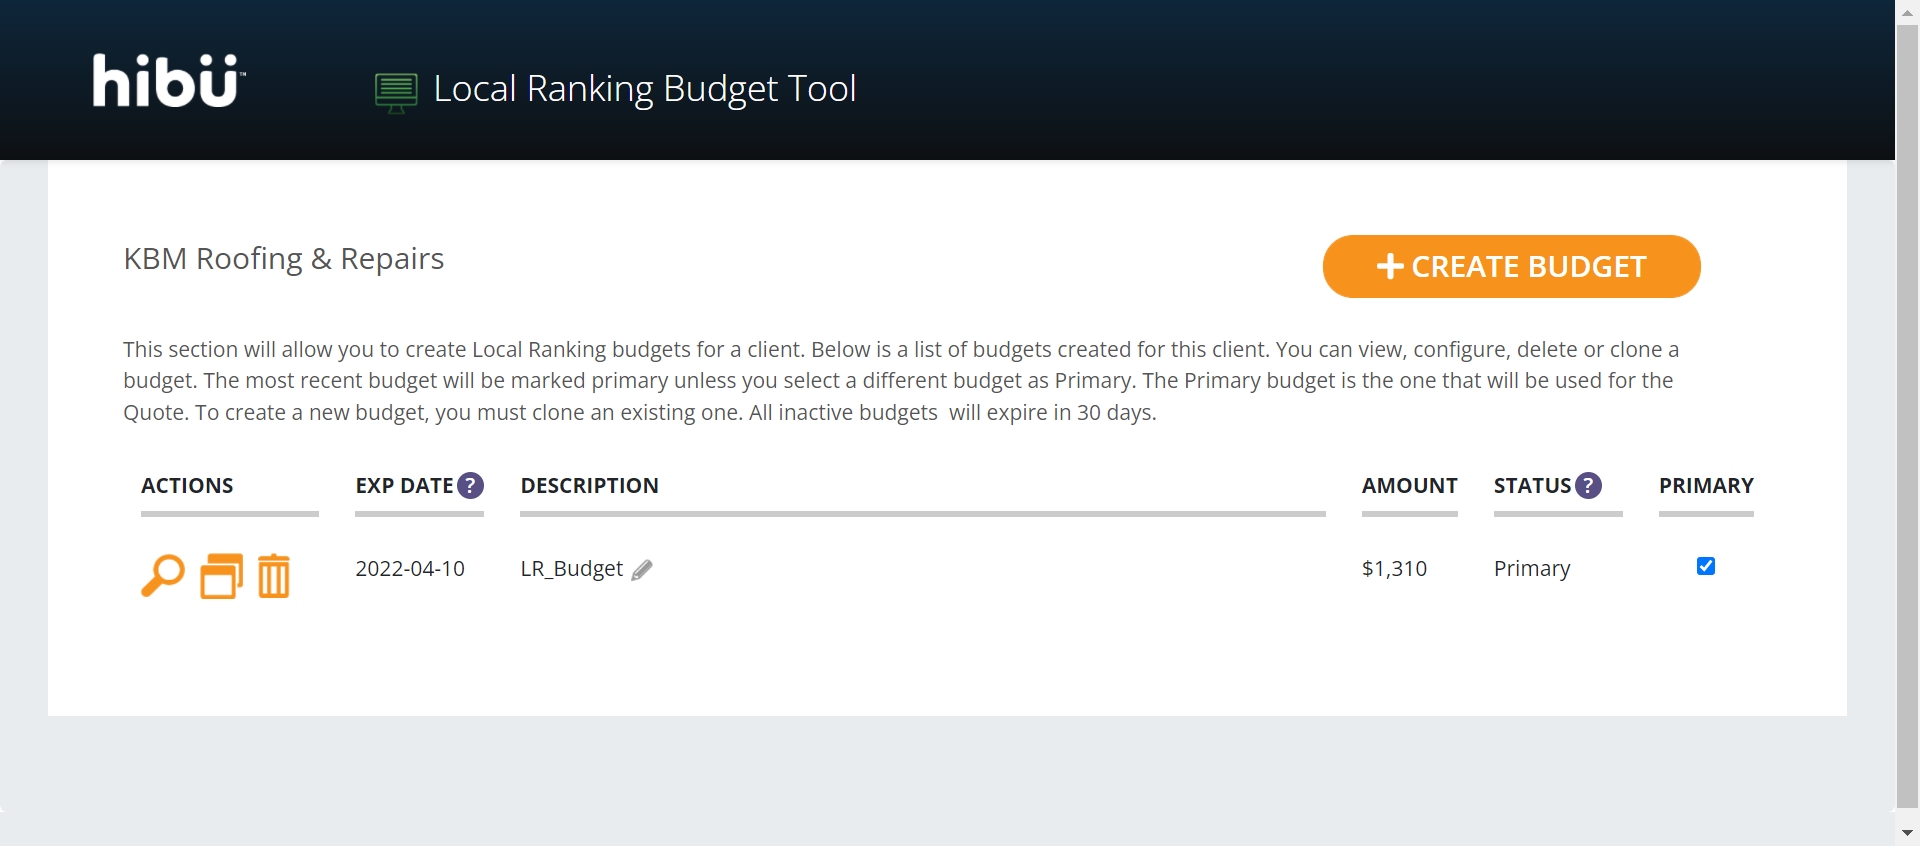 hibü™
Local Ranking Budget Tool
KBM Roofing & Repairs
CREATE BUDGET
This section will allow you to create Local Ranking budgets for a client. Below is a list of budgets created for this client. You can view, configure, delete or clone a
budget. The most recent budget will be marked primary unless you select a different budget as Primary. The Primary budget is the one that will be used for the
Quote. To create a new budget, you must clone an existing one. All inactive budgets  will expire in 30 days.
ACTIONS EXP DATE ? DESCRIPTION AMOUNT STATUS ? PRIMARY
2022-04-10 LR_Budget $1,310 Primary